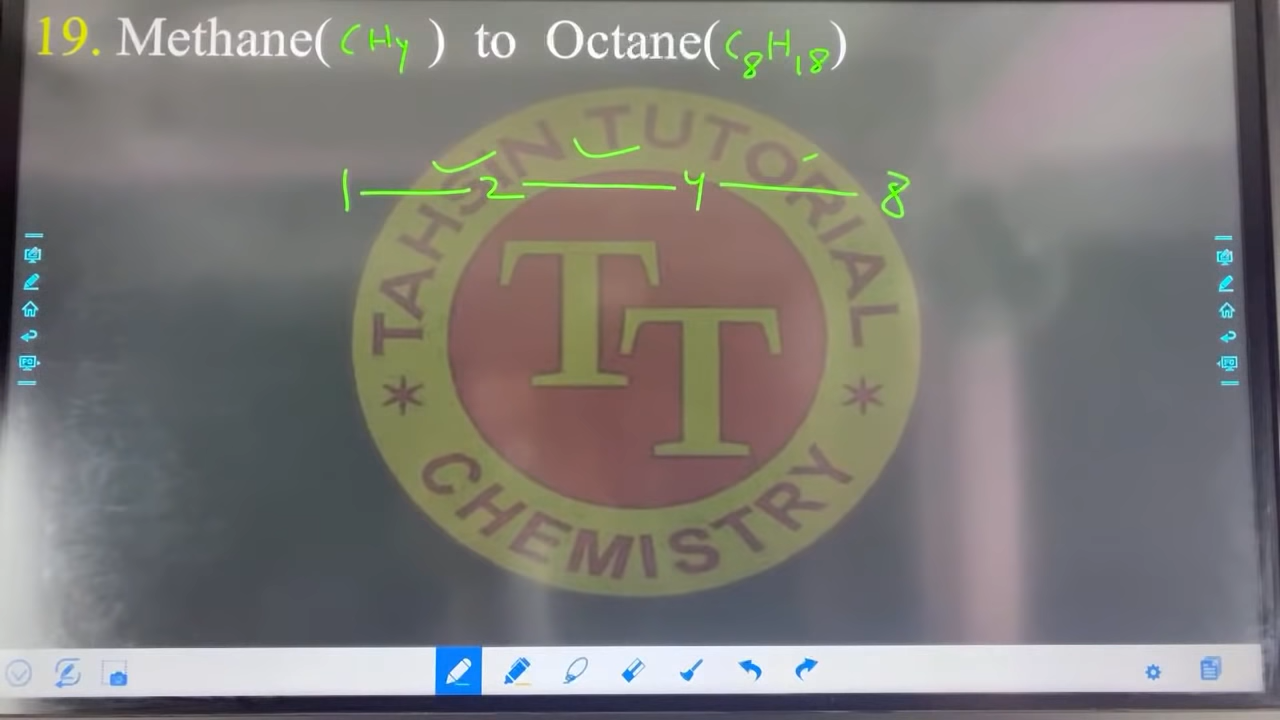 19. Methane(CH4) to Octane(C8H18)
1 — 2 — 4 — 8
TAHSIN TUTORIAL
TT
* CHEMISTRY *